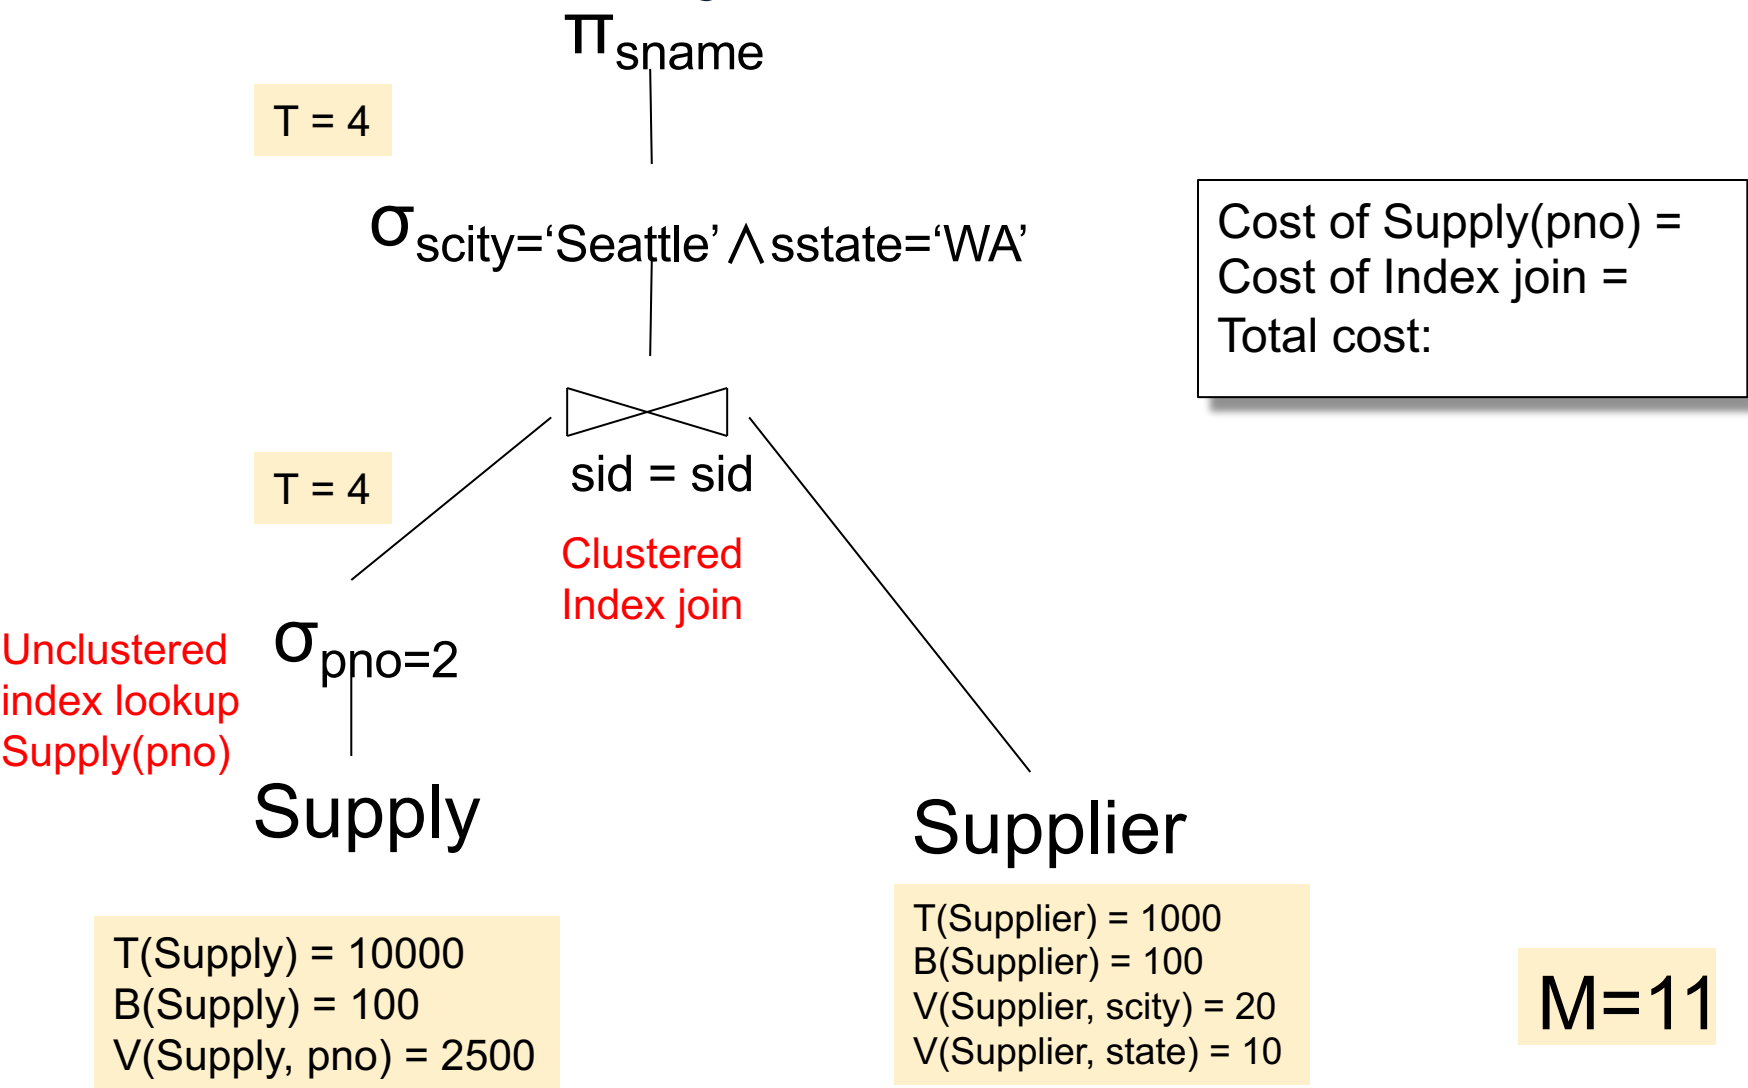 π sname
T = 4
σ scity=‘Seattle’ ∧ sstate=‘WA’
Cost of Supply(pno) =
Cost of Index join =
Total cost:
sid = sid
T = 4
Clustered
Index join
Unclustered
index lookup
Supply(pno)
σ pno=2
Supply
Supplier
T(Supply) = 10000
B(Supply) = 100
V(Supply, pno) = 2500
T(Supplier) = 1000
B(Supplier) = 100
V(Supplier, scity) = 20
V(Supplier, state) = 10
M=11